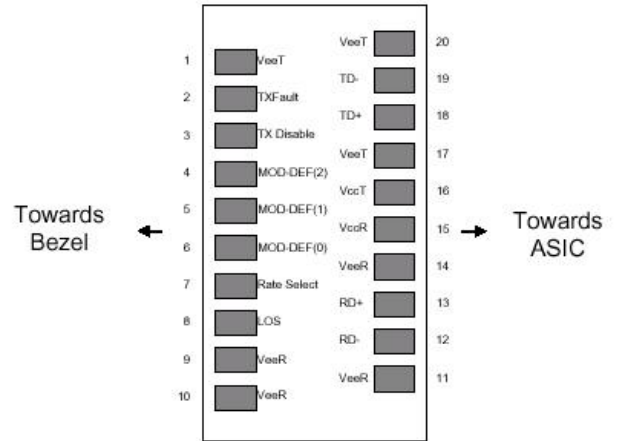 VeeT 20
1 VeeT
TD- 19
2 TXFault
TD+ 18
3 TX Disable
VeeT 17
4 MOD-DEF(2)
VccT 16
5 MOD-DEF(1)
Towards Bezel
VccR 15
Towards ASIC
6 MOD-DEF(0)
VeeR 14
7 Rate Select
RD+ 13
8 LOS
RD- 12
9 VeeR
VeeR 11
10 VeeR